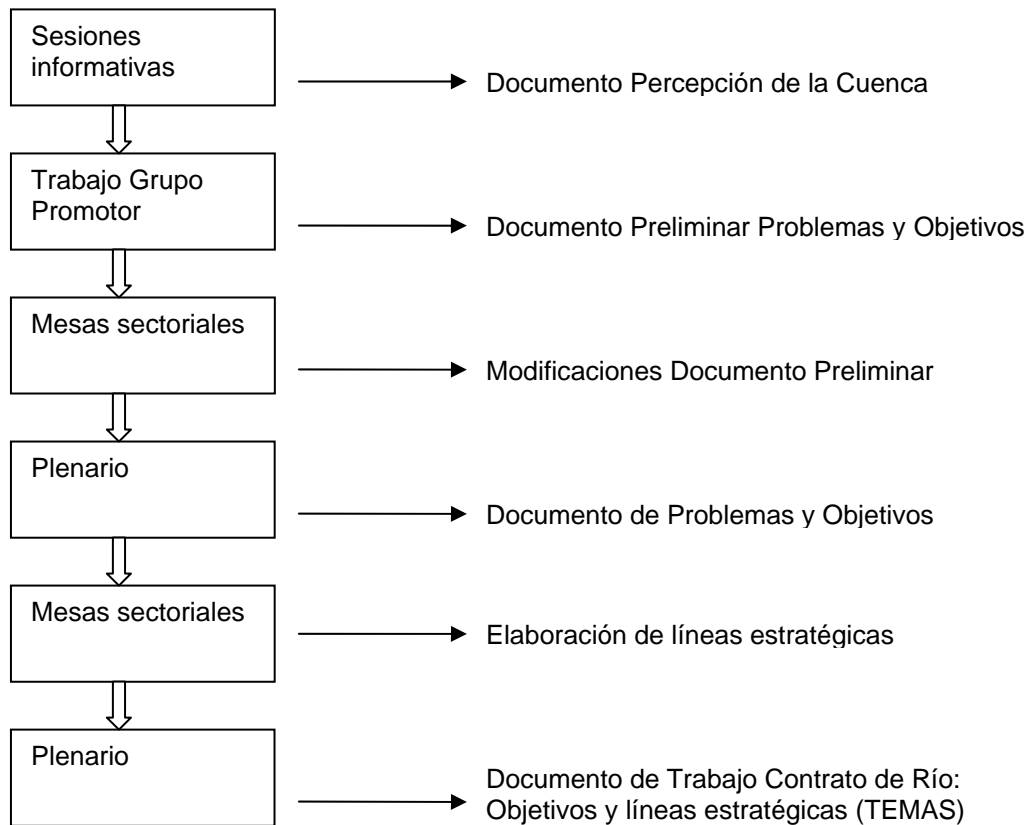 Sesiones
informativas
Documento Percepción de la Cuenca
Trabajo Grupo
Promotor
Documento Preliminar Problemas y Objetivos
Mesas sectoriales
Modificaciones Documento Preliminar
Plenario
Documento de Problemas y Objetivos
Mesas sectoriales
Elaboración de líneas estratégicas
Plenario
Documento de Trabajo Contrato de Río:
Objetivos y líneas estratégicas (TEMAS)